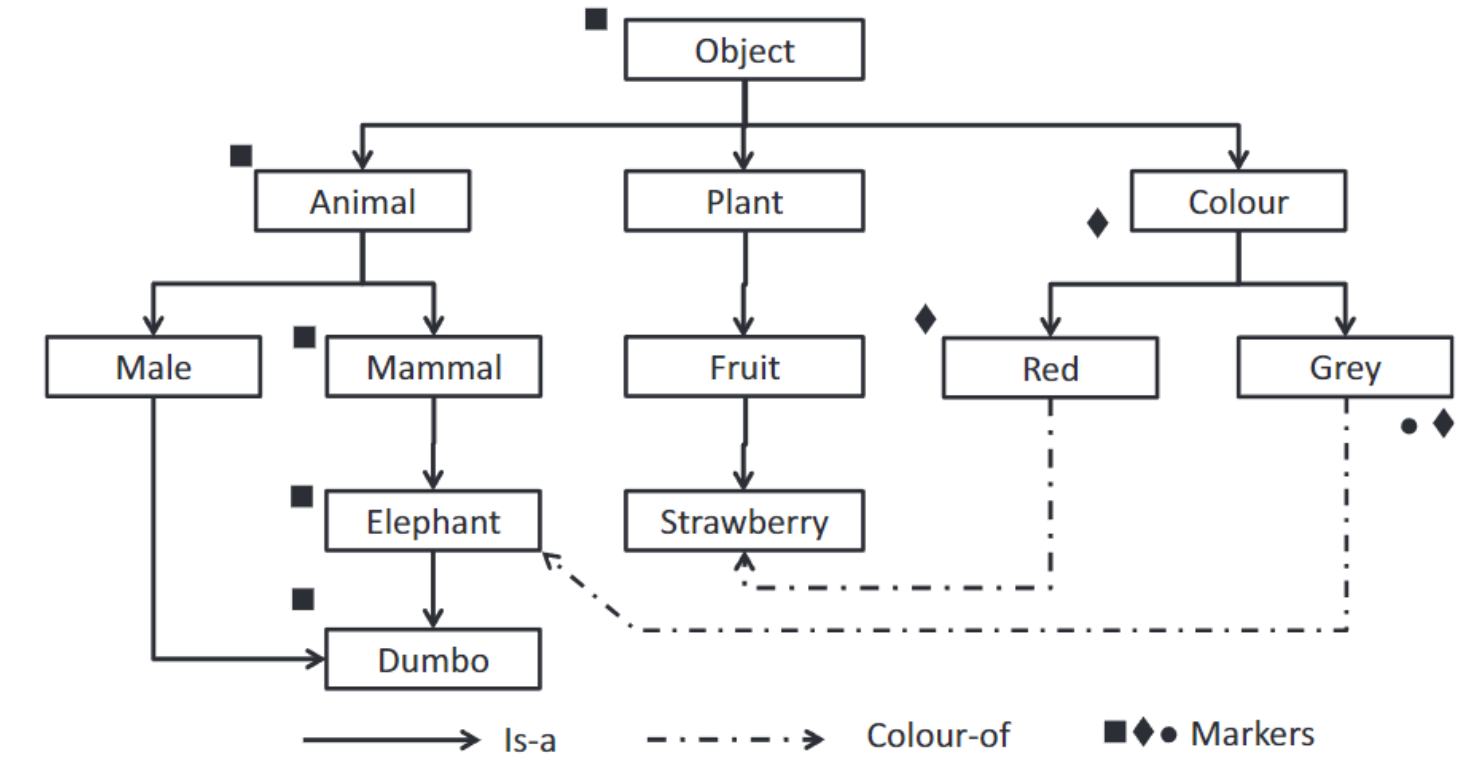 Object
Animal
Plant
Colour
Male
Mammal
Fruit
Red
Grey
Elephant
Strawberry
Dumbo
Is-a
Colour-of
Markers